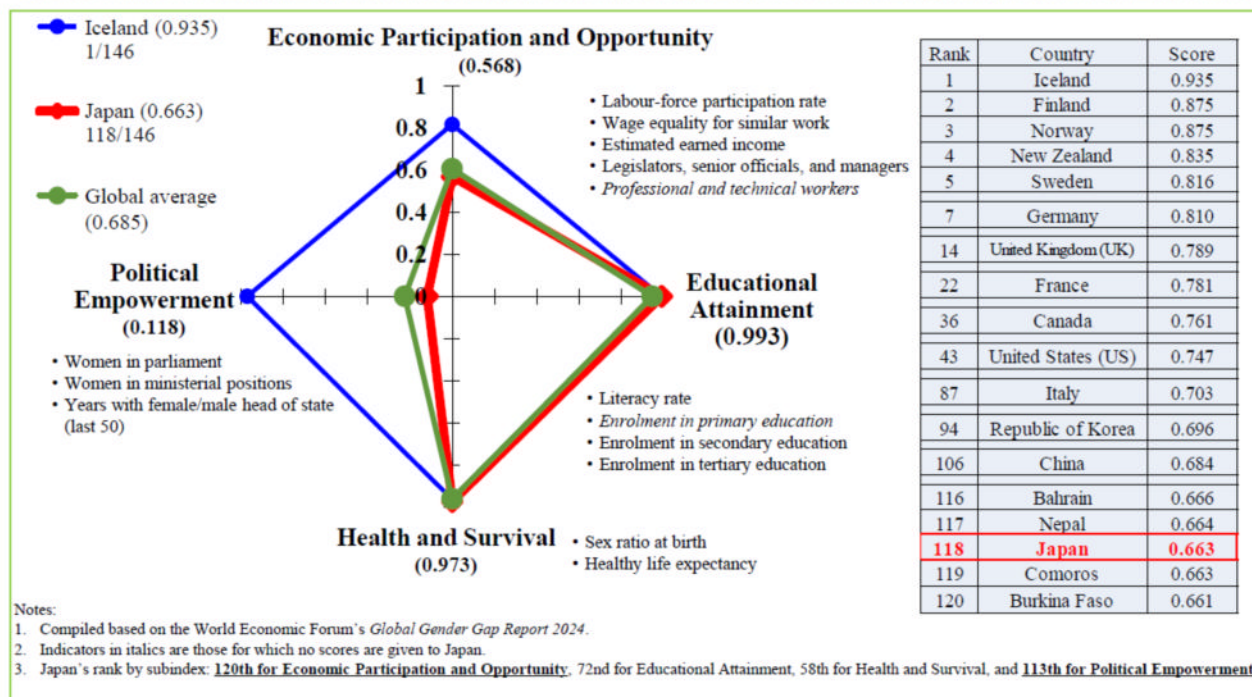 Iceland (0.935)
1/146
Japan (0.663)
118/146
Global average
(0.685)
Economic Participation and Opportunity
(0.568)
1
0.8
0.6
0.4
0.2
0
• Labour-force participation rate
• Wage equality for similar work
• Estimated earned income
• Legislators, senior officials, and managers
• Professional and technical workers
Political
Empowerment
(0.118)
• Women in parliament
• Women in ministerial positions
• Years with female/male head of state
(last 50)
Educational
Attainment
(0.993)
• Literacy rate
• Enrolment in primary education
• Enrolment in secondary education
• Enrolment in tertiary education
Health and Survival
(0.973)
• Sex ratio at birth
• Healthy life expectancy
Rank Country Score
1 Iceland 0.935
2 Finland 0.875
3 Norway 0.875
4 New Zealand 0.835
5 Sweden 0.816
7 Germany 0.810
14 United Kingdom (UK) 0.789
22 France 0.781
36 Canada 0.761
43 United States (US) 0.747
87 Italy 0.703
94 Republic of Korea 0.696
106 China 0.684
116 Bahrain 0.666
117 Nepal 0.664
118 Japan 0.663
119 Comoros 0.663
120 Burkina Faso 0.661
Notes:
1. Compiled based on the World Economic Forum's Global Gender Gap Report 2024.
2. Indicators in italics are those for which no scores are given to Japan.
3. Japan's rank by subindex: 120th for Economic Participation and Opportunity, 72nd for Educational Attainment, 58th for Health and Survival, and 113th for Political Empowerment